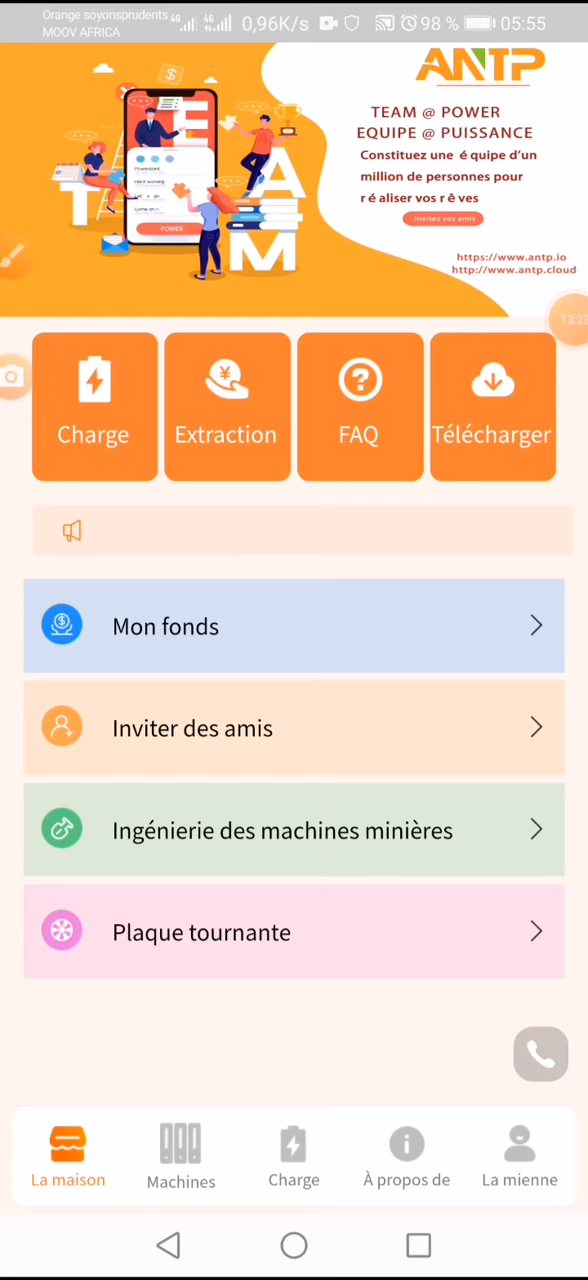 Orange soyonsprudents
MOOV AFRICA
4G 4G 0,96K/s 98 % 05:55
ANTP
TEAM @ POWER
EQUIPE @ PUISSANCE
Constituez une é quipe d'un
million de personnes pour
r é aliser vos r ê ves
Invitez vos amis
https://www.antp.io
http://www.antp.cloud
TEAM
POWER
13:23
Charge
Extraction
FAQ
Télécharger
Mon fonds
Inviter des amis
Ingénierie des machines minières
Plaque tournante
La maison
Machines
Charge
À propos de
La mienne